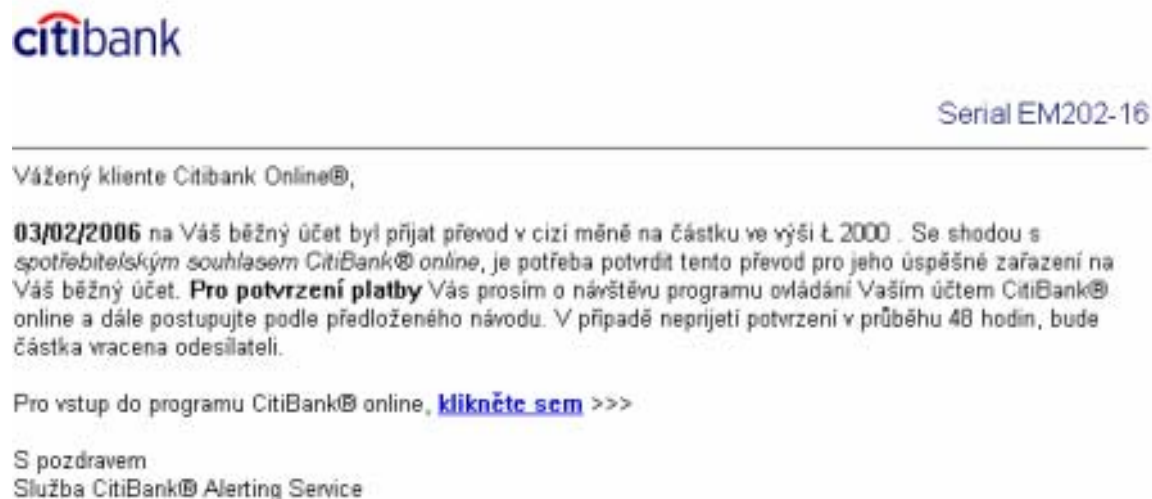 citibank
Serial EM202-16
Vážený kliente Citibank Online®,
03/02/2006 na Váš běžný účet byl přijat převod v cizí měně na částku ve výši Ł 2000 . Se shodou s
spotřebitelským souhlasem CitiBank® online, je potřeba potvrdit tento převod pro jeho úspěšné zařazení na
Váš běžný účet. Pro potvrzení platby Vás prosím o návštěvu programu ovládání Vaším účtem CitiBank®
online a dále postupujte podle předloženého návodu. V případě neprijetí potvrzení v průběhu 48 hodin, bude
částka vracena odesílateli.
Pro vstup do programu CitiBank® online, klikněte sem >>>
S pozdravem
Služba CitiBank® Alerting Service